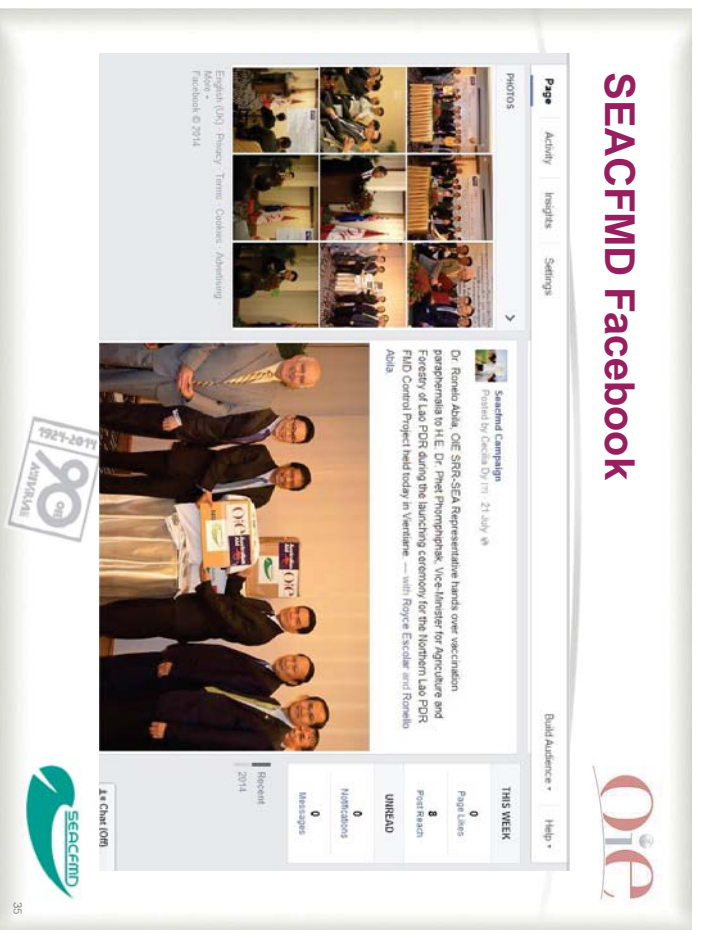 SEACFMD Facebook
Oie
Page Activity Insights Settings Build Audience Help
PHOTOS
English (UK) · Privacy · Terms · Cookies · Advertising ·
More
Facebook © 2014
Seacfmd Campaign
Posted by Cecilia Dy [?] · 21 July
Dr. Ronelo Abila, OIE SRR-SEA Representative hands over vaccination
paraphernalia to H.E. Dr. Phet Phomphiphak, Vice-Minister for Agriculture and
Forestry of Lao PDR during the launching ceremony for the Northern Lao PDR
FMD Control Project held today in Vientiane. — with Royce Escolar and Ronello
Abila.
Oie
Oie
THIS WEEK
0
Page Likes
8
Post Reach
UNREAD
0
Notifications
0
Messages
Recent
2014
Chat (Off)
1924-2014
90
SEACFMD
35